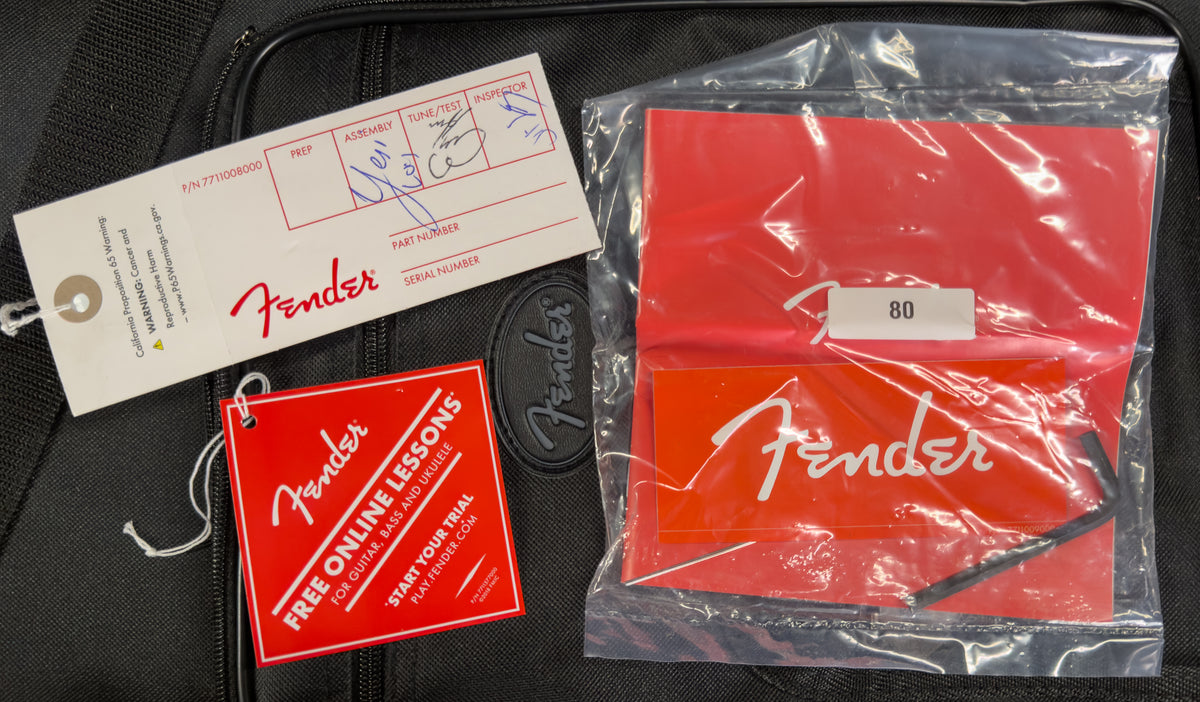 P/N 7711008000
PREP
ASSEMBLY
TUNE/TEST
INSPECTOR
PART NUMBER
SERIAL NUMBER
Fender®
California Proposition 65 Warning:
⚠ WARNING: Cancer and
Reproductive Harm
– www.P65Warnings.ca.gov.
Fender®
Fender®
FREE ONLINE LESSONS*
FOR GUITAR, BASS AND UKULELE
*START YOUR TRIAL
PLAY.FENDER.COM
80
Fender®